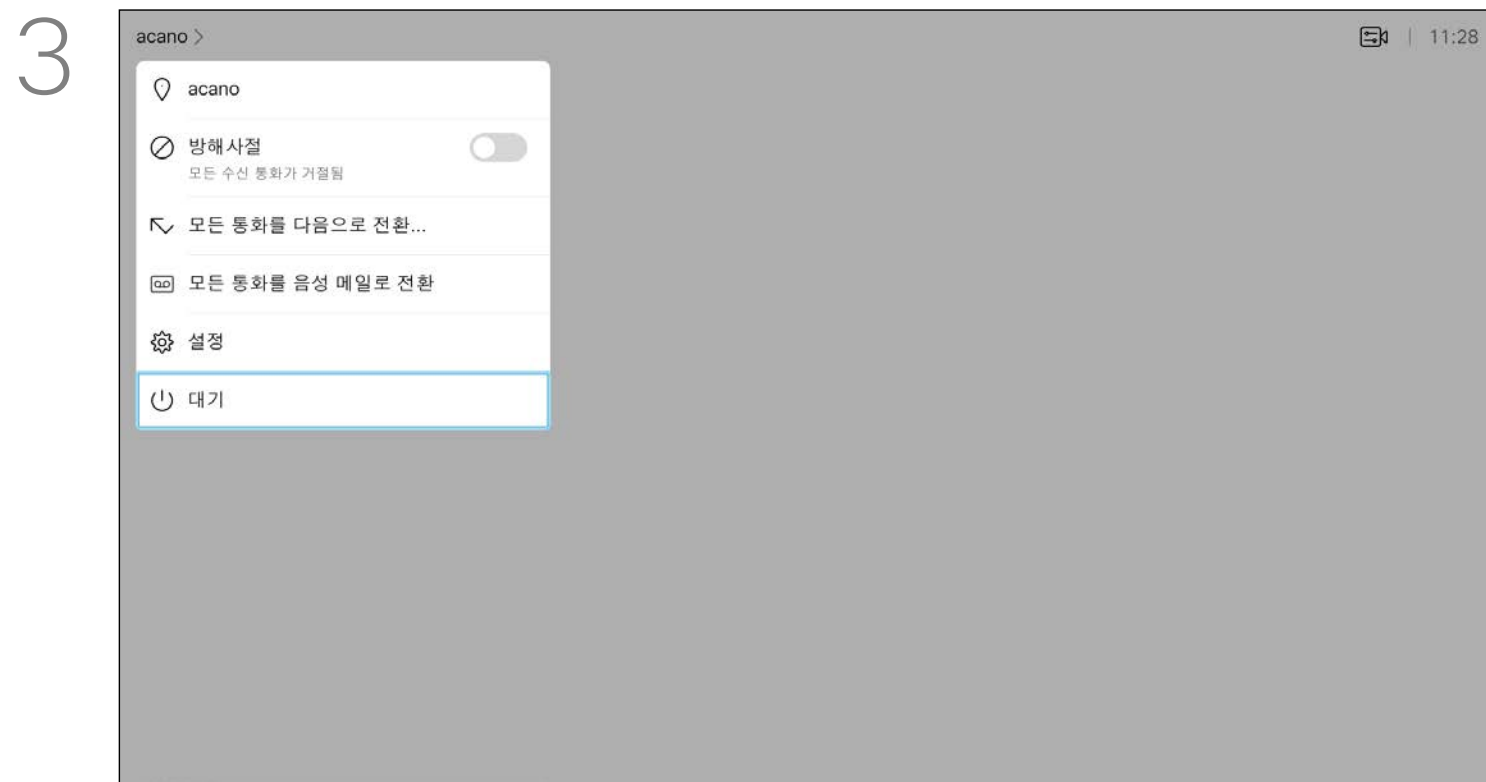 3
acano >
11:28
acano
방해사절
모든 수신 통화가 거절됨
모든 통화를 다음으로 전환...
모든 통화를 음성 메일로 전환
설정
대기